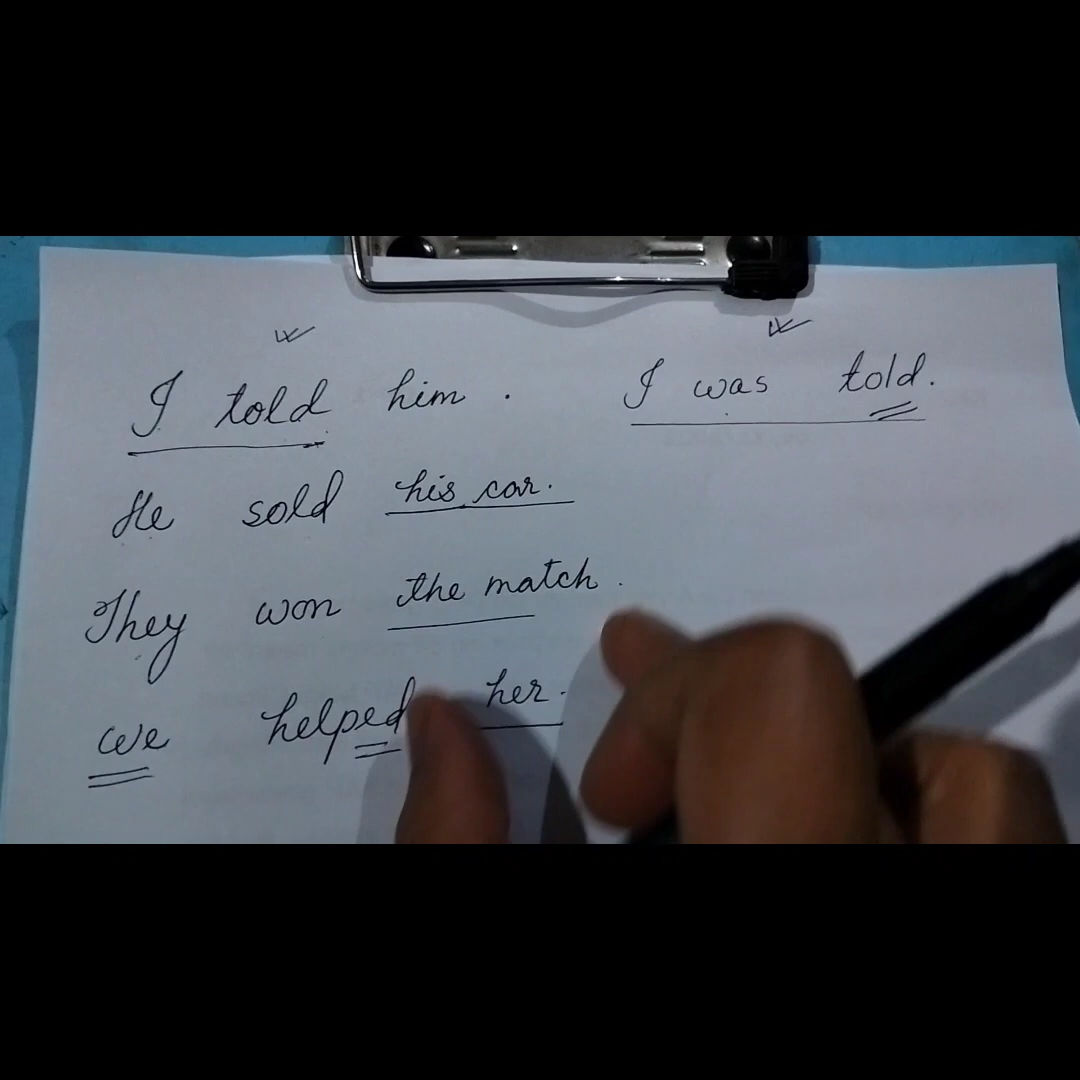 I told him. I was told.
He sold his car.
They won the match.
we helped her.